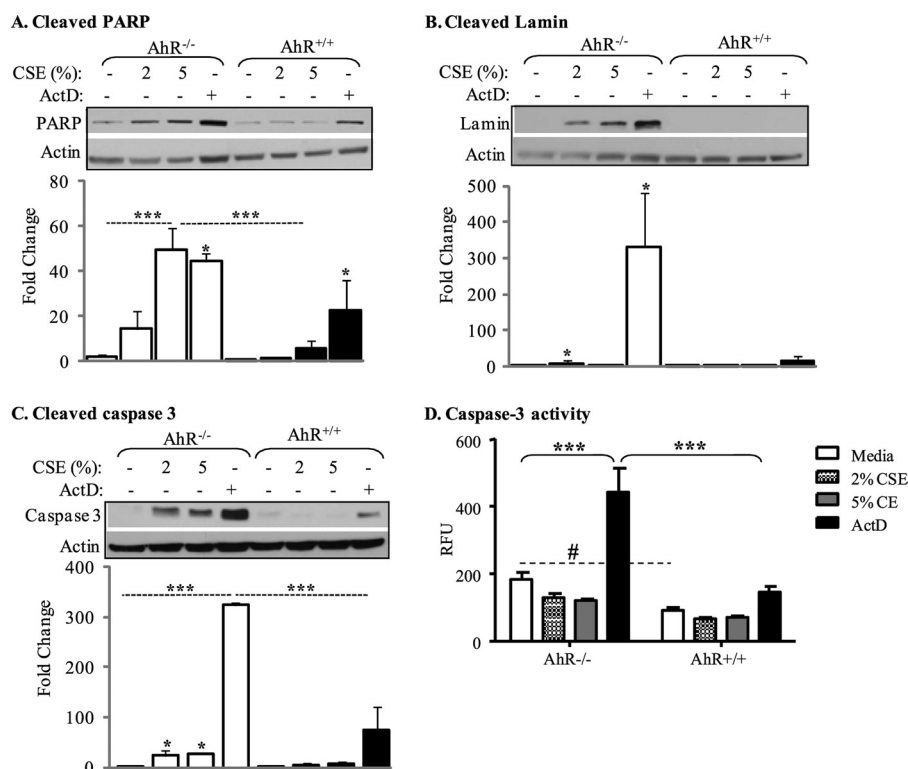 A. Cleaved PARP
AhR-/- AhR+/+
CSE (%): - 2 5 - - 2 5 -
ActD: - - - + - - - +
PARP
Actin
Fold Change
80
60
40
20
0
*** ***
* *
B. Cleaved Lamin
AhR-/- AhR+/+
CSE (%): - 2 5 - - 2 5 -
ActD: - - - + - - - +
Lamin
Actin
Fold Change
500
400
300
200
100
0
* *
C. Cleaved caspase 3
AhR-/- AhR+/+
CSE (%): - 2 5 - - 2 5 -
ActD: - - - + - - - +
Caspase 3
Actin
Fold Change
400
300
200
100
0
*** ***
* *
D. Caspase-3 activity
RFU
600
400
200
0
*** ***
#
AhR-/- AhR+/+
Media
2% CSE
5% CE
ActD